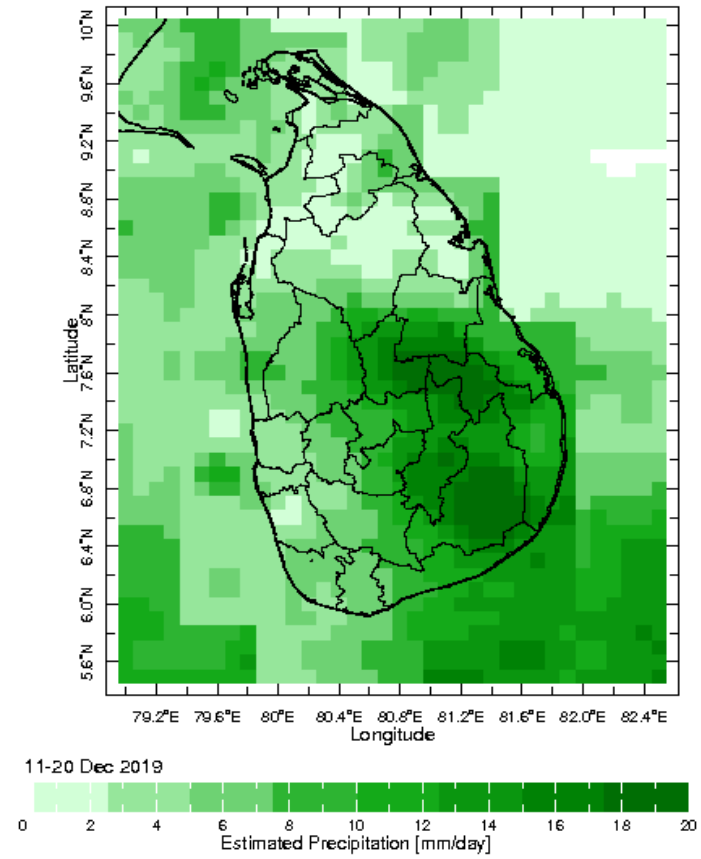 10°N
9.6°N
9.2°N
8.8°N
8.4°N
8°N
7.6°N
7.2°N
6.8°N
6.4°N
6.0°N
5.6°N
Latitude
79.2°E 79.6°E 80°E 80.4°E 80.8°E 81.2°E 81.6°E 82.0°E 82.4°E
Longitude
11-20 Dec 2019
0 2 4 6 8 10 12 14 16 18 20
Estimated Precipitation [mm/day]